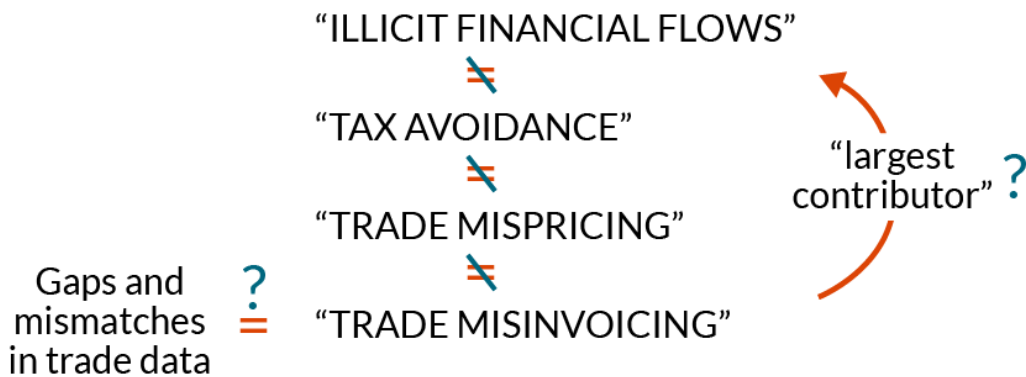 “ILLICIT FINANCIAL FLOWS”
≠
“TAX AVOIDANCE”
≠
“TRADE MISPRICING”
≠
“TRADE MISINVOICING”
“largest
contributor” ?
Gaps and
mismatches
in trade data
?
=